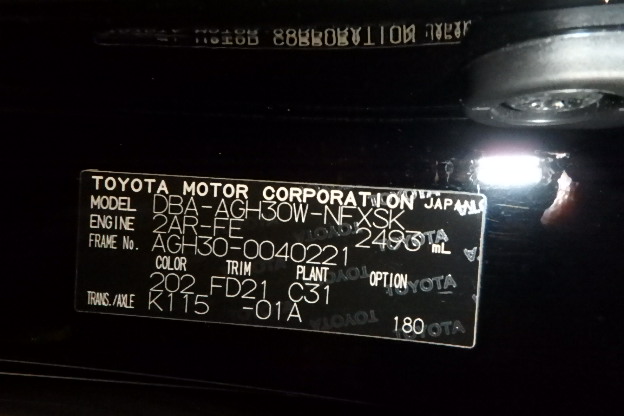 TOYOTA MOTOR CORPORATION JAPAN
MODEL DBA-AGH30W-NFXSK
ENGINE 2AR-FE 2493 mL
FRAME No. AGH30-0040221
COLOR TRIM PLANT OPTION
202 FD21 C31
TRANS./AXLE K115 -01A
180